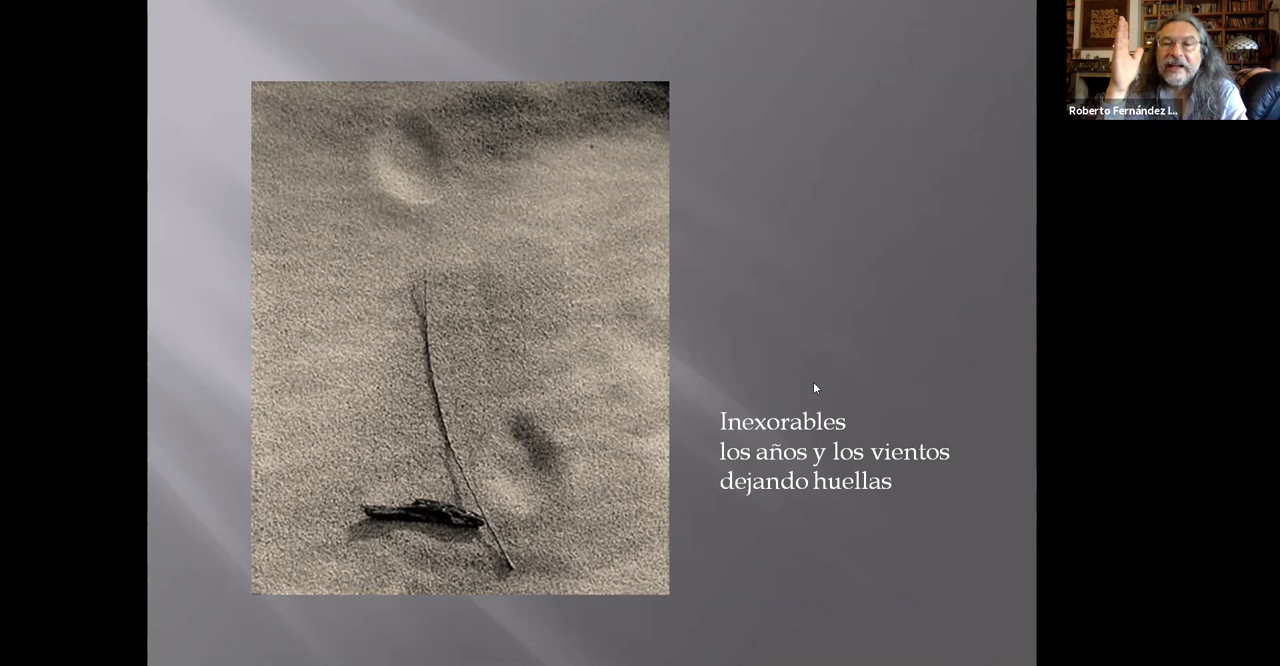 Inexorables
los años y los vientos
dejando huellas
Roberto Fernández I...